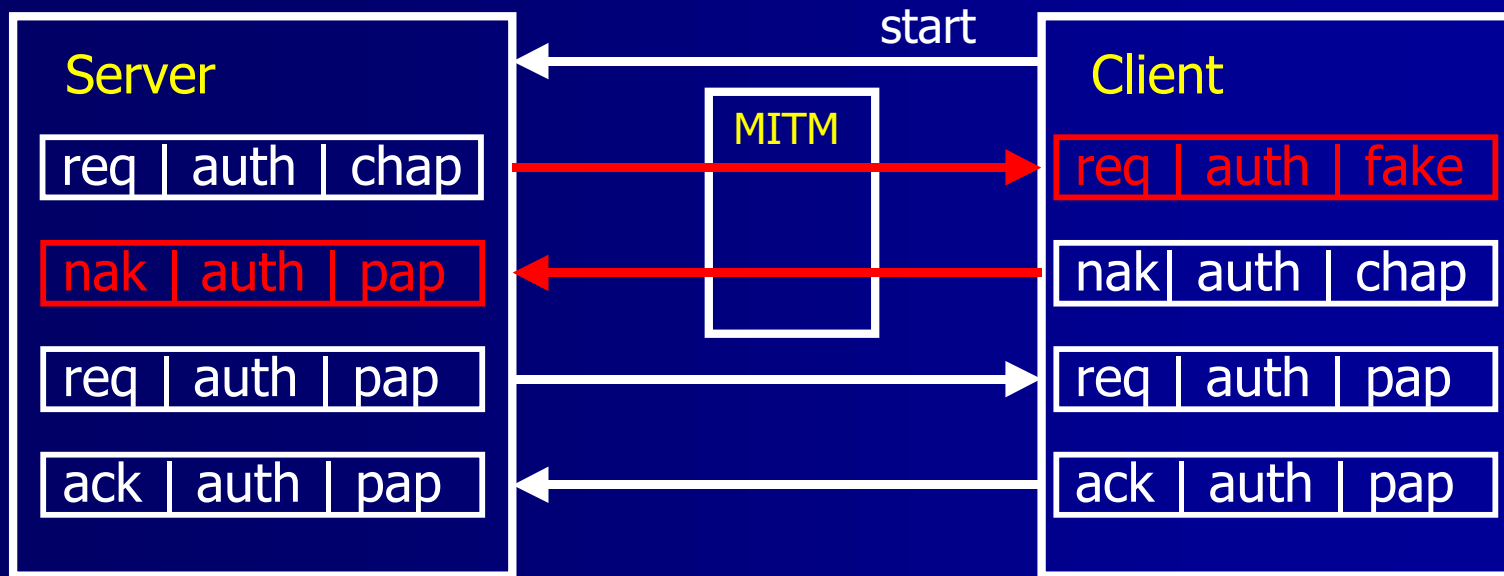 start
Server
Client
MITM
req | auth | chap
req | auth | fake
nak | auth | pap
nak| auth | chap
req | auth | pap
req | auth | pap
ack | auth | pap
ack | auth | pap